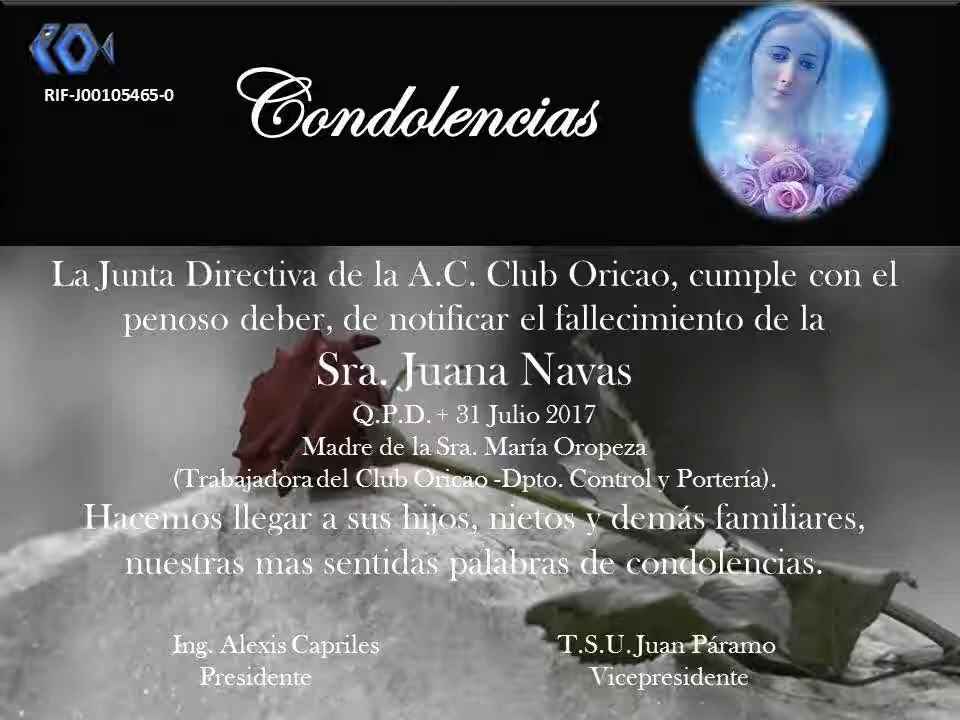 RIF-J00105465-0
Condolencias
La Junta Directiva de la A.C. Club Oricao, cumple con el
penoso deber, de notificar el fallecimiento de la
Sra. Juana Navas
Q.P.D. + 31 Julio 2017
Madre de la Sra. María Oropeza
(Trabajadora del Club Oricao -Dpto. Control y Portería).
Hacemos llegar a sus hijos, nietos y demás familiares,
nuestras mas sentidas palabras de condolencias.
Ing. Alexis Capriles T.S.U. Juan Páramo
Presidente Vicepresidente